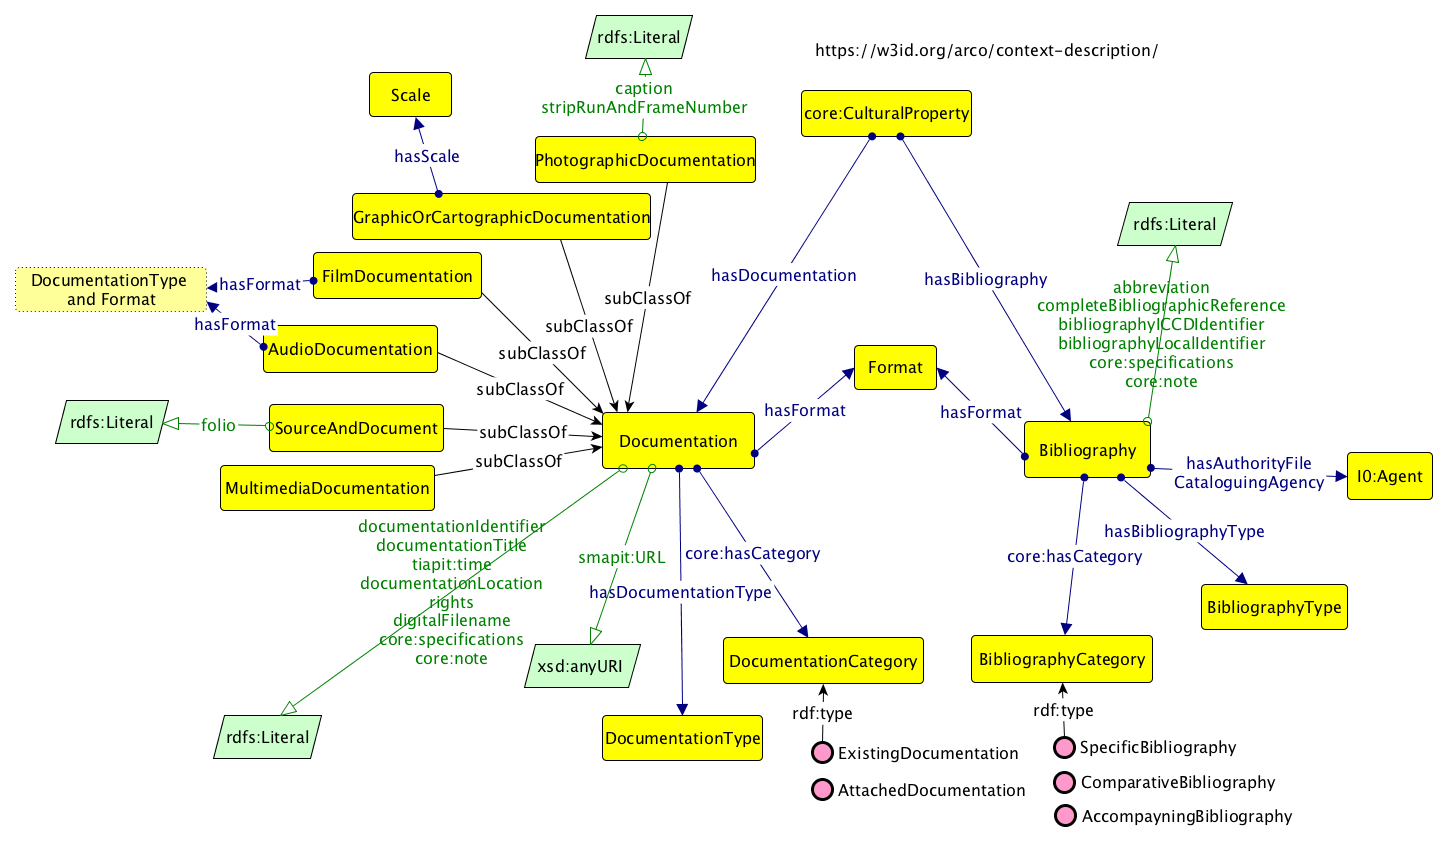 rdfs:Literal
https://w3id.org/arco/context-description/
Scale
caption
stripRunAndFrameNumber
core:CulturalProperty
hasScale
PhotographicDocumentation
GraphicOrCartographicDocumentation
rdfs:Literal
DocumentationType
and Format
hasFormat
FilmDocumentation
hasDocumentation
hasBibliography
abbreviation
completeBibliographicReference
bibliographyICCDIdentifier
bibliographyLocalIdentifier
core:specifications
core:note
subClassOf
hasFormat
subClassOf
AudioDocumentation
subClassOf
Format
subClassOf
hasFormat
hasFormat
rdfs:Literal
folio
SourceAndDocument
subClassOf
Documentation
Bibliography
subClassOf
hasAuthorityFile
CataloguingAgency
l0:Agent
MultimediaDocumentation
documentationIdentifier
documentationTitle
tiapit:time
documentationLocation
rights
digitalFilename
core:specifications
core:note
smapit:URL
core:hasCategory
hasDocumentationType
core:hasCategory
hasBibliographyType
BibliographyType
xsd:anyURI
DocumentationCategory
BibliographyCategory
rdfs:Literal
DocumentationType
rdf:type
rdf:type
ExistingDocumentation
AttachedDocumentation
SpecificBibliography
ComparativeBibliography
AccompayningBibliography